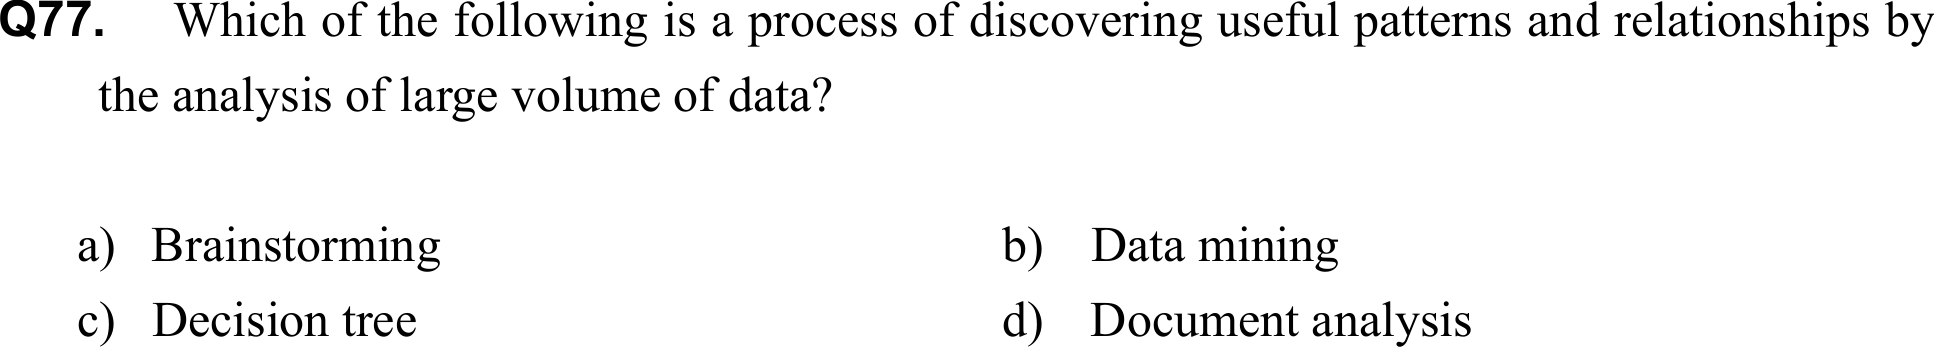 Q77. Which of the following is a process of discovering useful patterns and relationships by
the analysis of large volume of data?
a) Brainstorming b) Data mining
c) Decision tree d) Document analysis